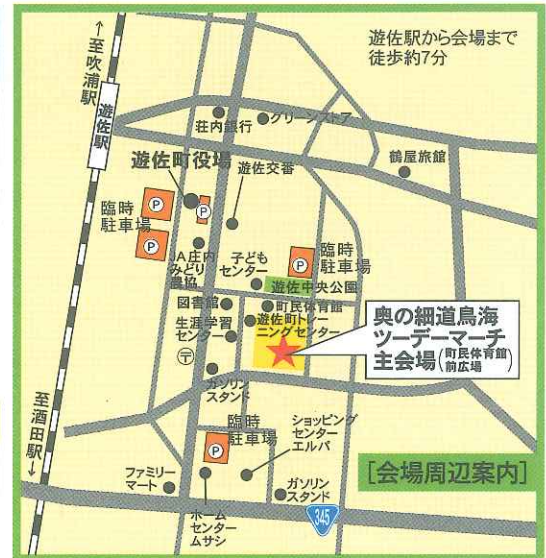 遊佐駅から会場まで
徒歩約7分
←至吹浦駅
遊佐駅
荘内銀行
グリーンストア
鶴屋旅館
遊佐町役場
遊佐交番
P
臨時
駐車場
P
P
P
臨時
駐車場
JA庄内
みどり
農協
子ども
センター
遊佐中央公園
図書館
町民体育館
生涯学習
センター
遊佐町トレー
ニングセンター
奥の細道鳥海
ツーデーマーチ
主会場(町民体育館前広場)
〒
ガソリン
スタンド
至酒田駅→
臨時
駐車場
P
ショッピング
センター
エルパ
[会場周辺案内]
ファミリー
マート
ガソリン
スタンド
345
ホーム
センター
ムサシ